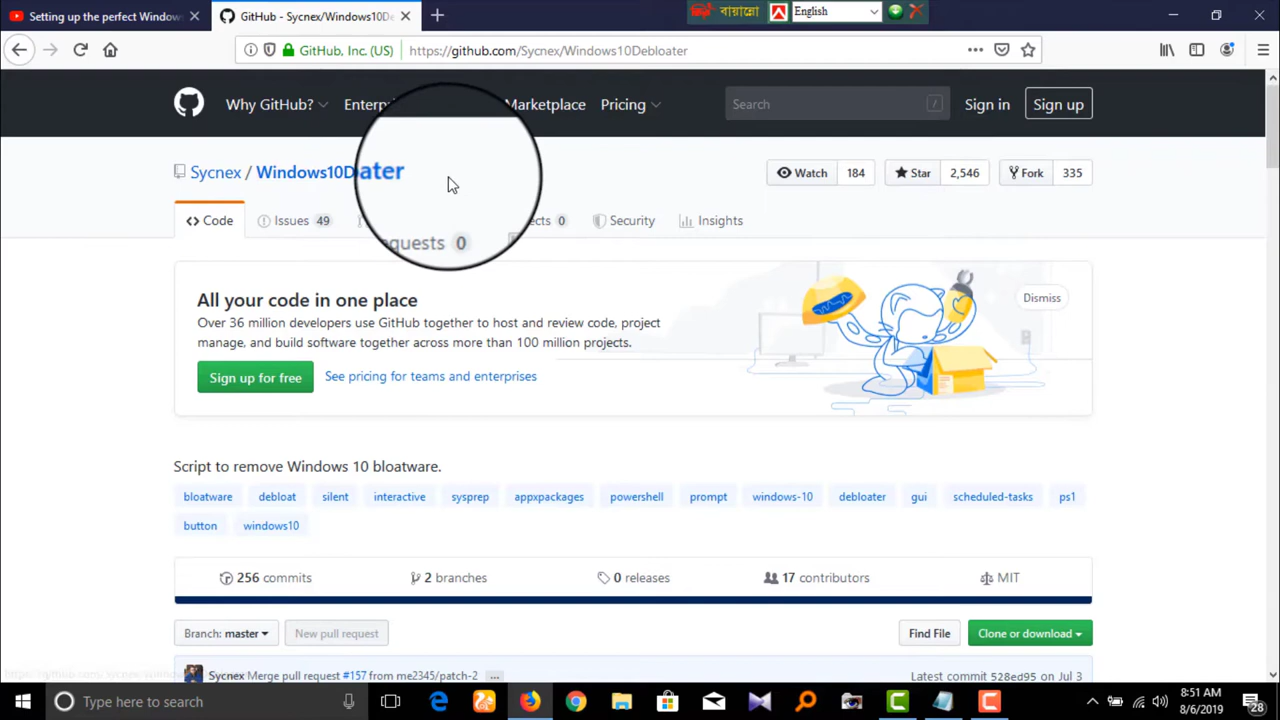 Setting up the perfect Window
GitHub - Sycnex/Windows10De
বায়ান্নো
English
GitHub, Inc. (US)
https://github.com/Sycnex/Windows10Debloater
Why GitHub?
Marketplace
Pricing
Search
/
Sign in
Sign up
Sycnex / Windows10D ater
Watch 184
Star 2,546
Fork 335
Code
Issues 49
quests 0
ects 0
Security
Insights
All your code in one place
Over 36 million developers use GitHub together to host and review code, project
manage, and build software together across more than 100 million projects.
Dismiss
Sign up for free
See pricing for teams and enterprises
Script to remove Windows 10 bloatware.
bloatware debloat silent interactive sysprep appxpackages powershell prompt windows-10 debloater gui scheduled-tasks ps1
button windows10
256 commits
2 branches
0 releases
17 contributors
MIT
Branch: master
New pull request
Find File
Clone or download
Sycnex Merge pull request #157 from me2345/patch-2 ...
Latest commit 528ed95 on Jul 3
Type here to search
8:51 AM
8/6/2019
28